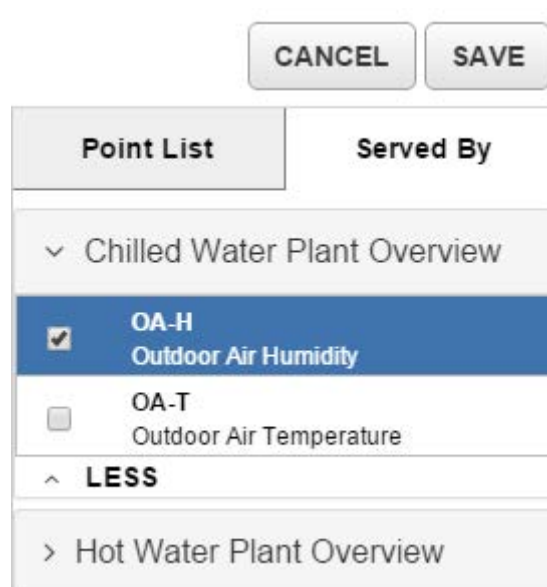 CANCEL SAVE
Point List Served By
Chilled Water Plant Overview
OA-H
Outdoor Air Humidity
OA-T
Outdoor Air Temperature
LESS
Hot Water Plant Overview